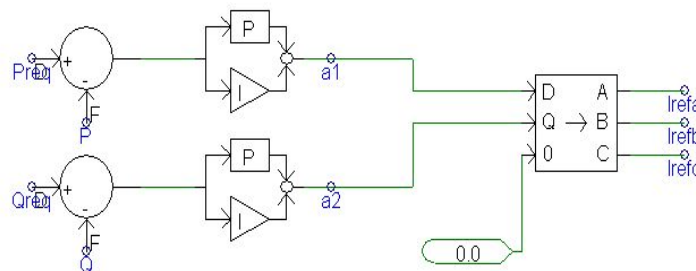 P
Preq
D
+
-
a1
I
F
P
D
A
Irefa
Q
B
Irefb
0
C
Irefc
P
Qreq
D
+
-
a2
I
F
Q
0.0